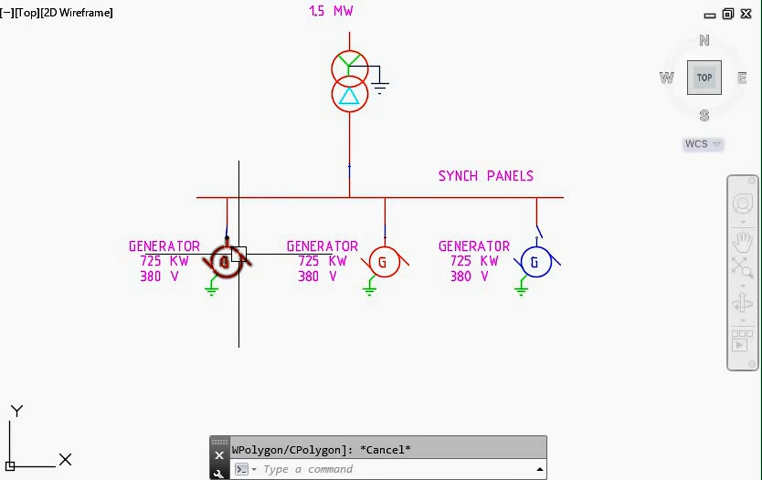 [−][Top][2D Wireframe]
1.5 MW
N
W TOP E
S
WCS
SYNCH PANELS
GENERATOR
725 KW
380 V
G
GENERATOR
725 KW
380 V
G
GENERATOR
725 KW
380 V
G
Y
X
WPolygon/CPolygon]: *Cancel*
Type a command